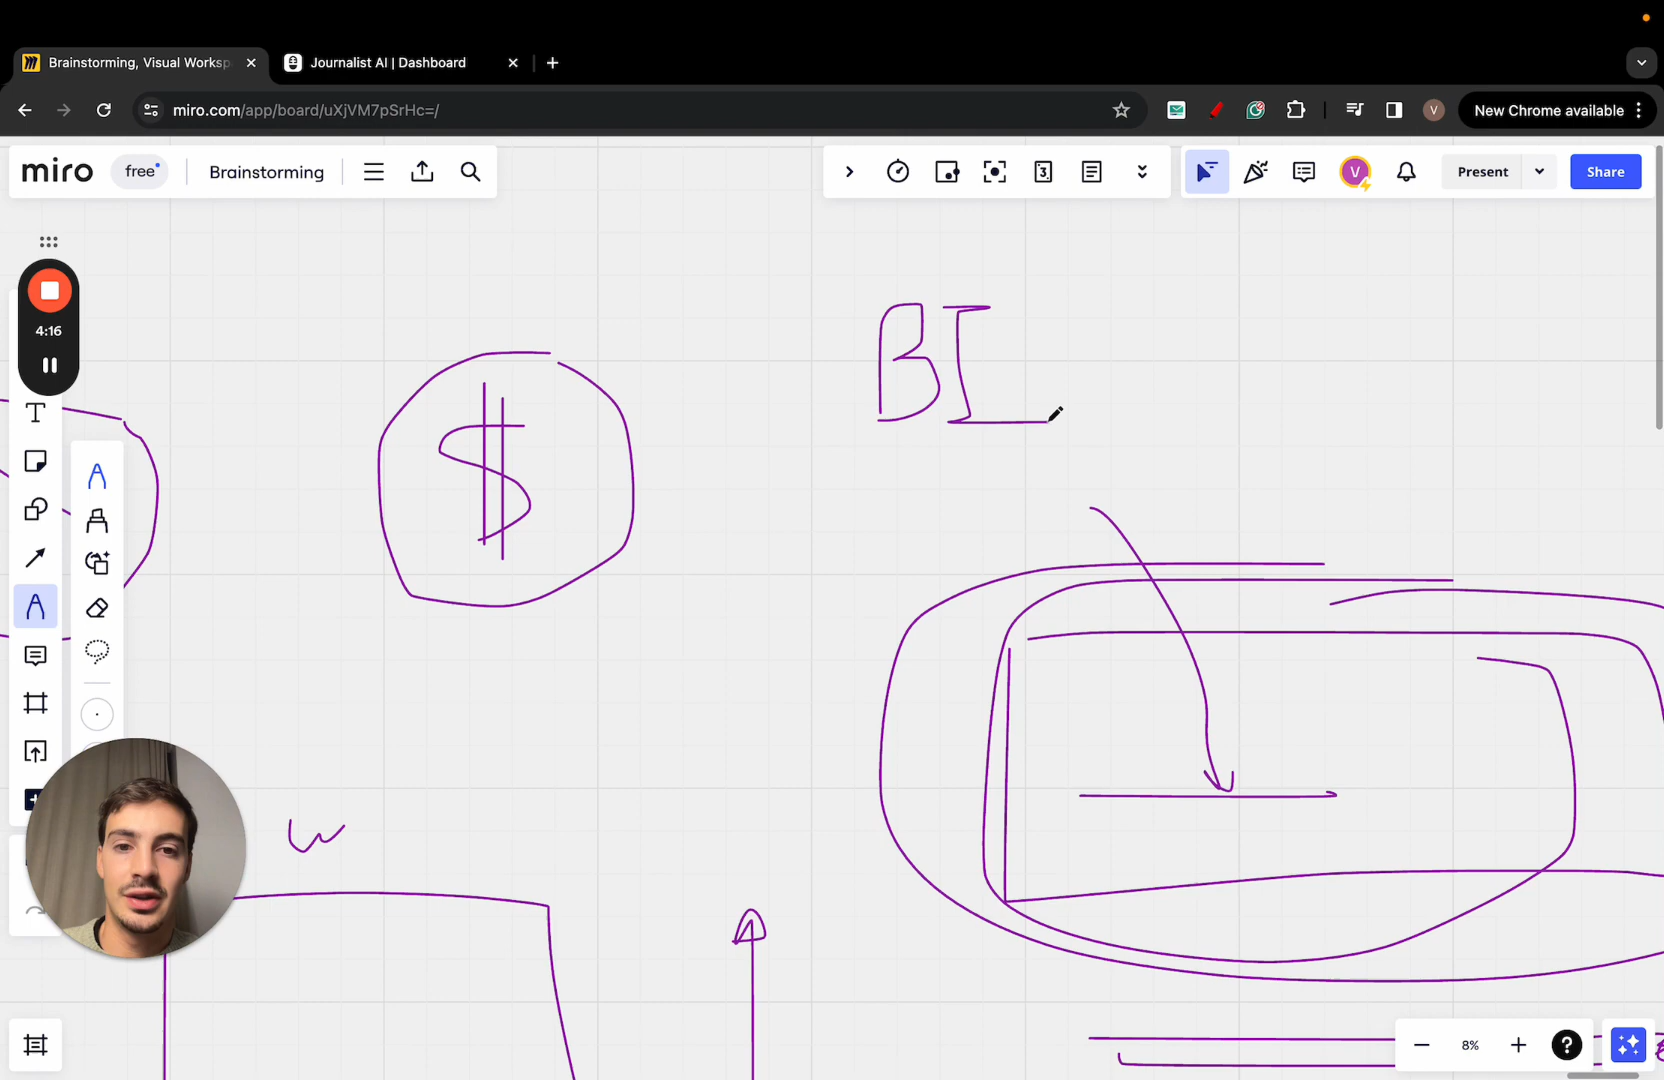 Brainstorming, Visual Worksp
Journalist AI | Dashboard
miro.com/app/board/uXjVM7pSrHc=/
V
New Chrome available
miro
free
Brainstorming
3
V
Present
Share
4:16
BI
$
T
w
8%
?